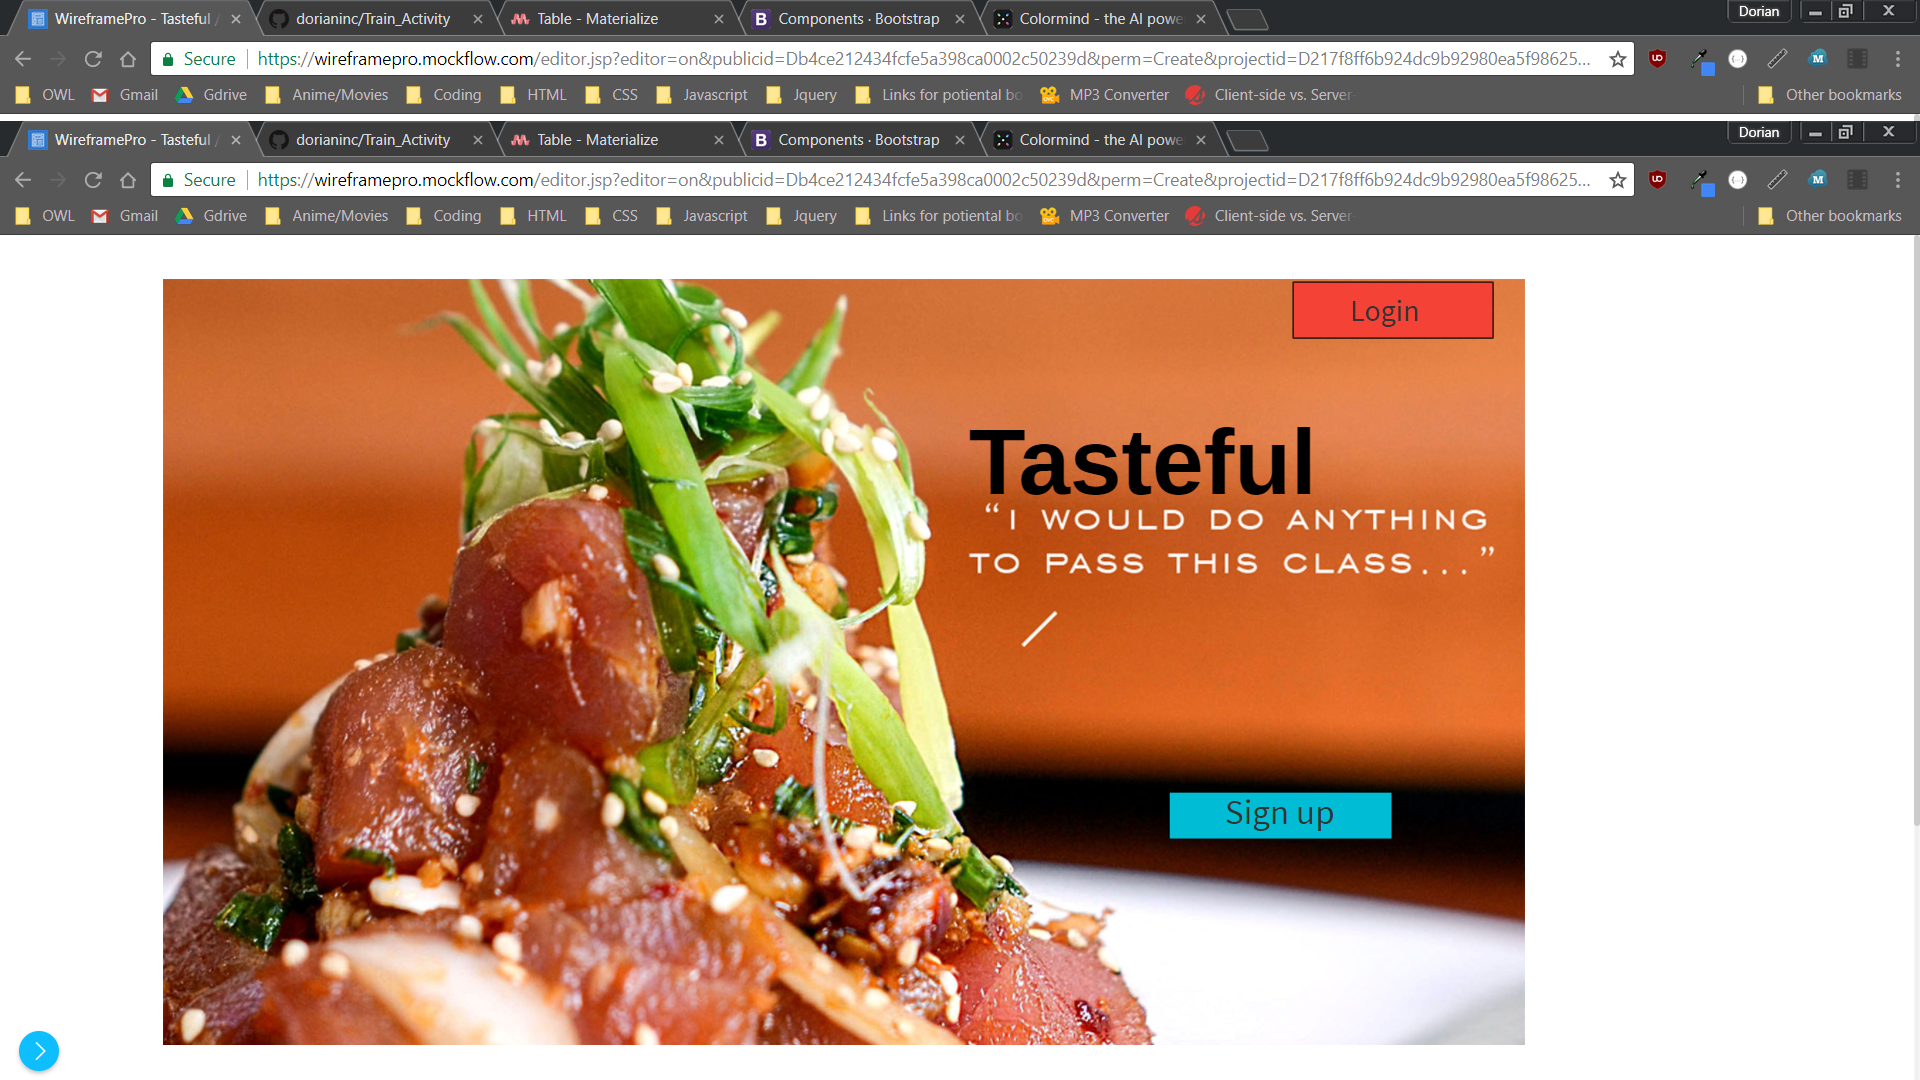 WireframePro - Tasteful / dorianinc/Train_Activity Table - Materialize Components · Bootstrap Colormind - the AI powe Dorian
Secure https://wireframepro.mockflow.com/editor.jsp?editor=on&publicid=Db4ce212434fcfe5a398ca0002c50239d&perm=Create&projectid=D217f8ff6b924dc9b92980ea5f98625...
OWL Gmail Gdrive Anime/Movies Coding HTML CSS Javascript Jquery Links for potiental bo MP3 Converter Client-side vs. Server- Other bookmarks
WireframePro - Tasteful / dorianinc/Train_Activity Table - Materialize Components · Bootstrap Colormind - the AI powe Dorian
Secure https://wireframepro.mockflow.com/editor.jsp?editor=on&publicid=Db4ce212434fcfe5a398ca0002c50239d&perm=Create&projectid=D217f8ff6b924dc9b92980ea5f98625...
OWL Gmail Gdrive Anime/Movies Coding HTML CSS Javascript Jquery Links for potiental bo MP3 Converter Client-side vs. Server- Other bookmarks
Login
Tasteful
“I WOULD DO ANYTHING
TO PASS THIS CLASS...”
Sign up